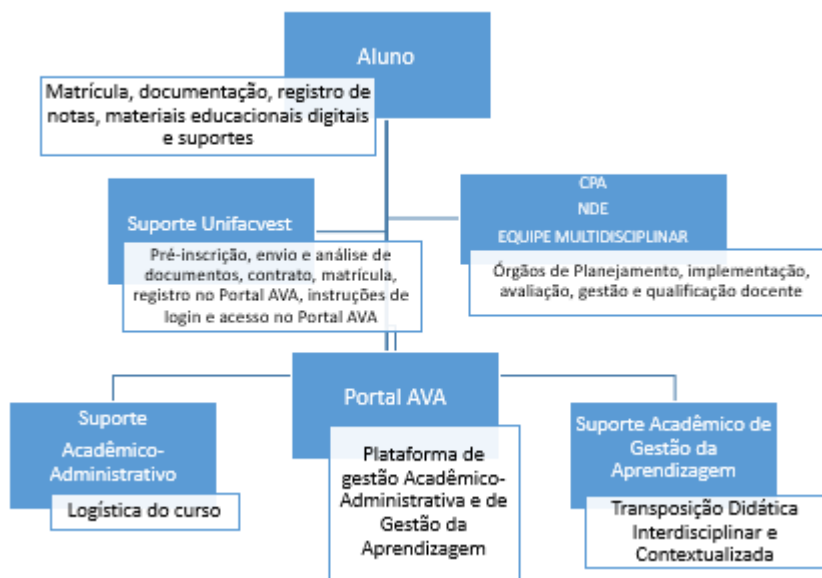 Aluno
Matrícula, documentação, registro de
notas, materiais educacionais digitais
e suportes
Suporte Unifacvest
Pré-inscrição, envio e análise de
documentos, contrato, matrícula,
registro no Portal AVA, instruções de
login e acesso no Portal AVA
CPA
NDE
EQUIPE MULTIDISCIPLINAR
Órgãos de Planejamento, implementação,
avaliação, gestão e qualificação docente
Portal AVA
Plataforma de
gestão Acadêmico-
Administrativa e de
Gestão da
Aprendizagem
Suporte
Acadêmico-
Administrativo
Logística do curso
Suporte Acadêmico de
Gestão da
Aprendizagem
Transposição Didática
Interdisciplinar e
Contextualizada